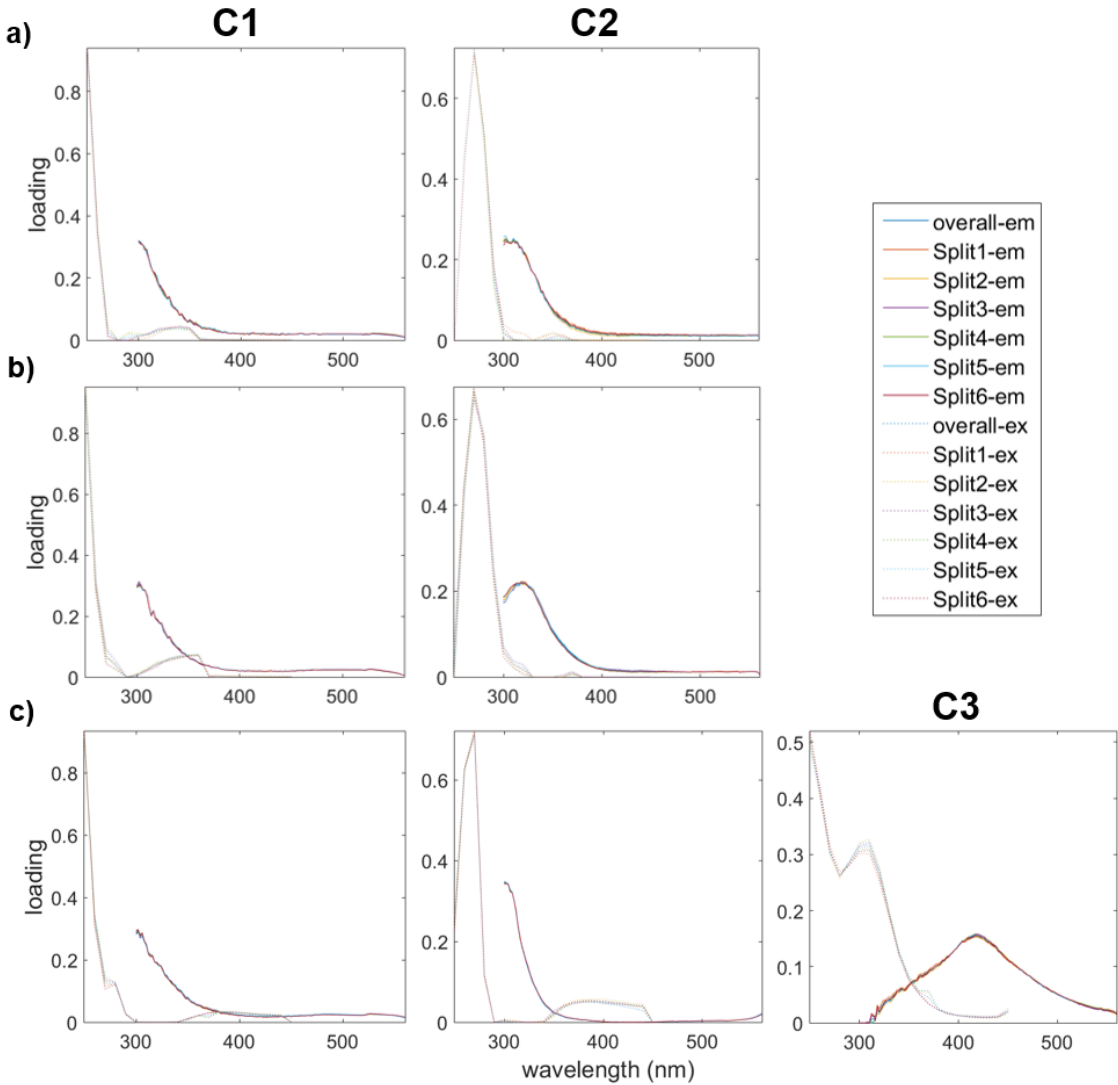 a)
C1
C2
0.8
0.6
0.4
0.2
0
loading
300
400
500
0.6
0.4
0.2
0
300
400
500
overall-em
Split1-em
Split2-em
Split3-em
Split4-em
Split5-em
Split6-em
overall-ex
Split1-ex
Split2-ex
Split3-ex
Split4-ex
Split5-ex
Split6-ex
b)
0.8
0.6
0.4
0.2
0
loading
300
400
500
0.6
0.4
0.2
0
300
400
500
c)
C3
0.8
0.6
0.4
0.2
0
loading
300
400
500
0.6
0.4
0.2
0
300
400
500
wavelength (nm)
0.5
0.4
0.3
0.2
0.1
0
300
400
500